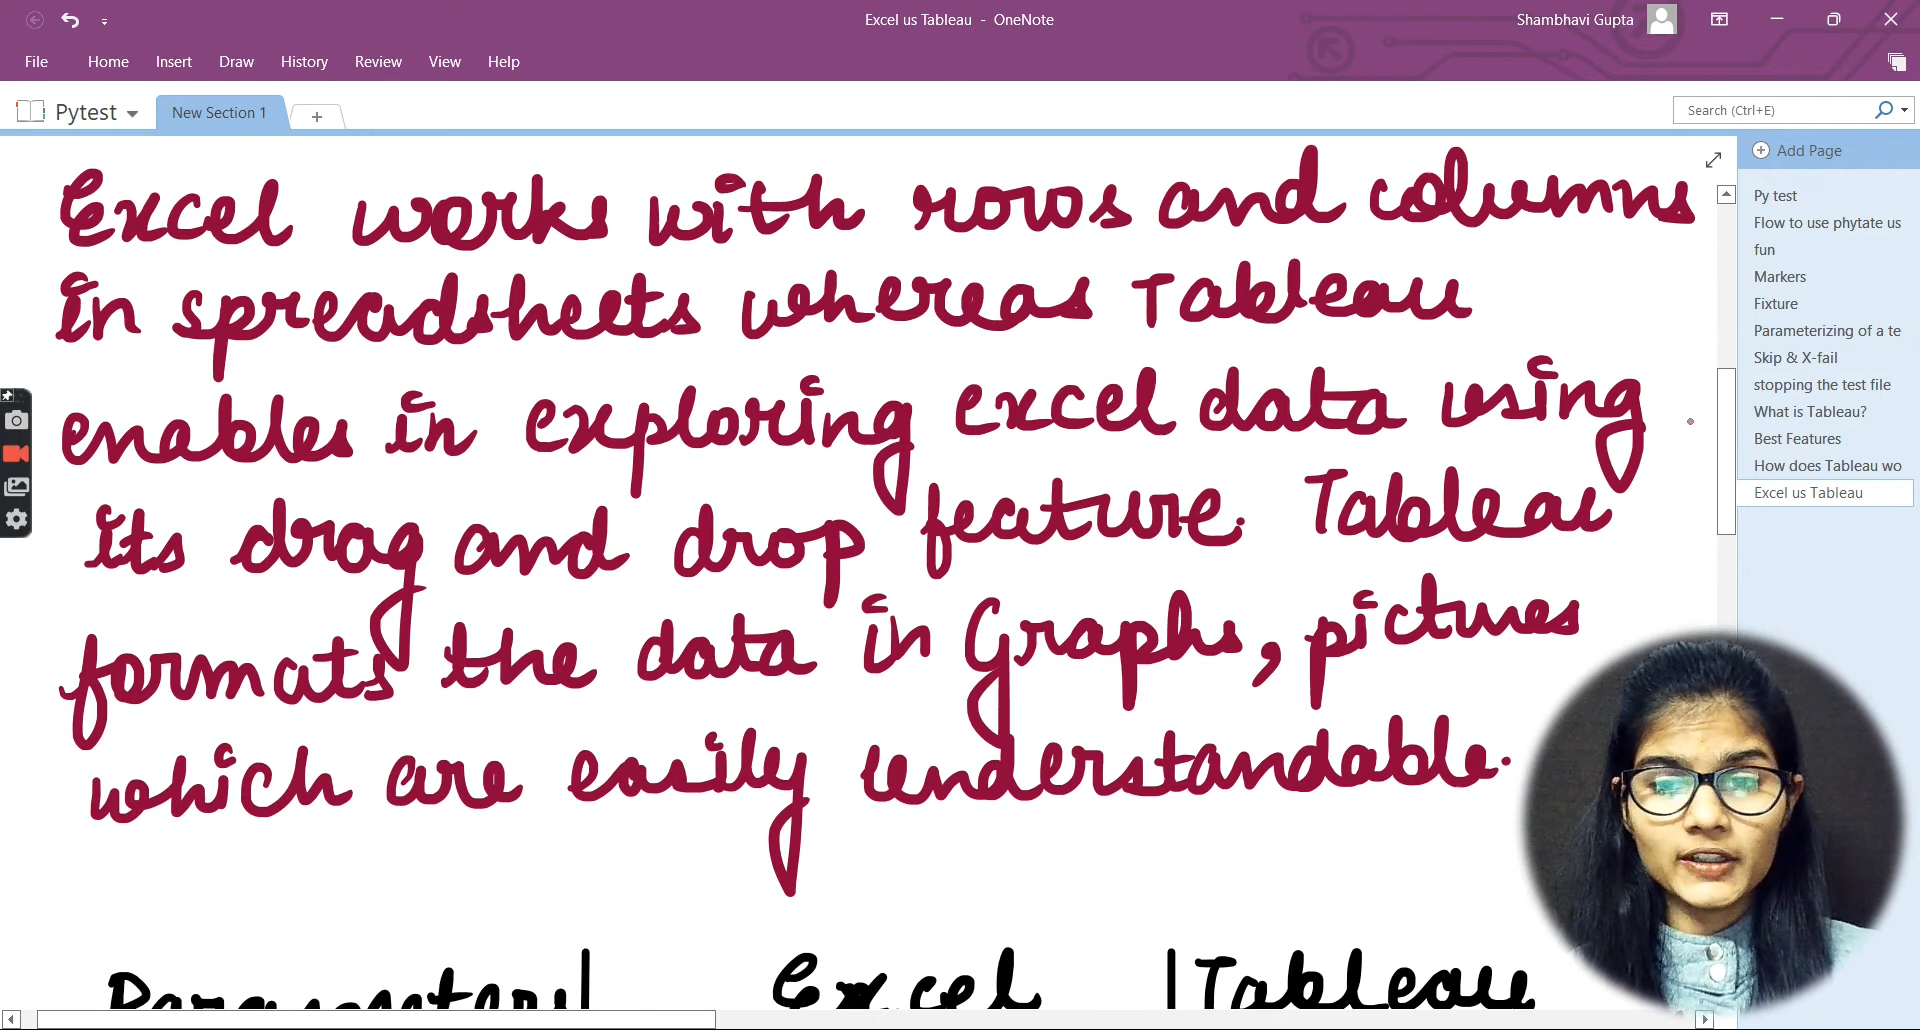 Excel us Tableau - OneNote
Shambhavi Gupta
File Home Insert Draw History Review View Help
Pytest
New Section 1
Search (Ctrl+E)
Add Page
Excel works with rows and columns
in spreadsheets whereas Tableau
enables in exploring excel data using
its drag and drop feature. Tableau
formats the data in Graphs, pictures
which are easily understandable.
Parameters Excel Tableau
Py test
Flow to use phytate us
fun
Markers
Fixture
Parameterizing of a te
Skip & X-fail
stopping the test file
What is Tableau?
Best Features
How does Tableau wo
Excel us Tableau